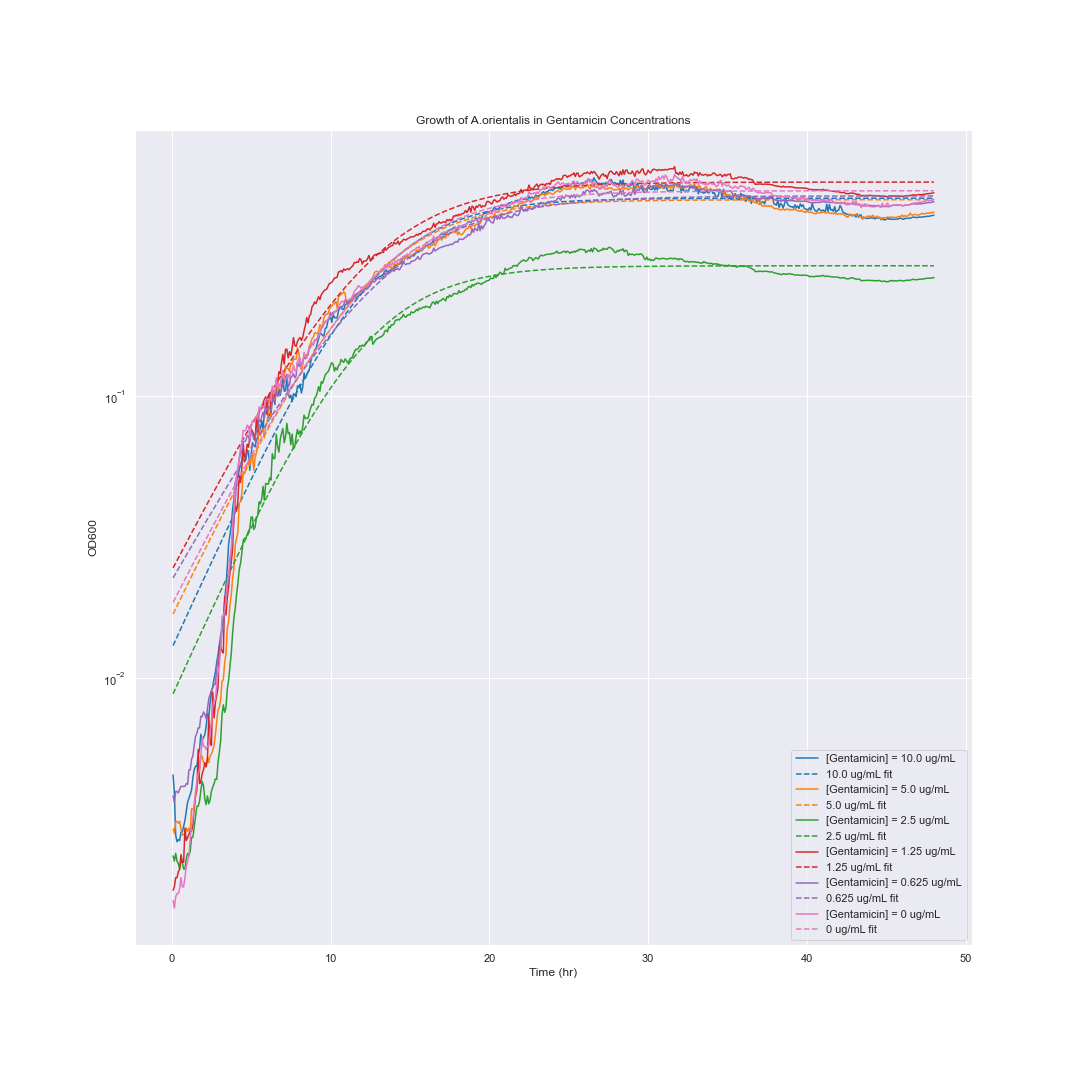 Growth of A.orientalis in Gentamicin Concentrations
OD600
10⁻¹
10⁻²
0 10 20 30 40 50
Time (hr)
[Gentamicin] = 10.0 ug/mL
10.0 ug/mL fit
[Gentamicin] = 5.0 ug/mL
5.0 ug/mL fit
[Gentamicin] = 2.5 ug/mL
2.5 ug/mL fit
[Gentamicin] = 1.25 ug/mL
1.25 ug/mL fit
[Gentamicin] = 0.625 ug/mL
0.625 ug/mL fit
[Gentamicin] = 0 ug/mL
0 ug/mL fit